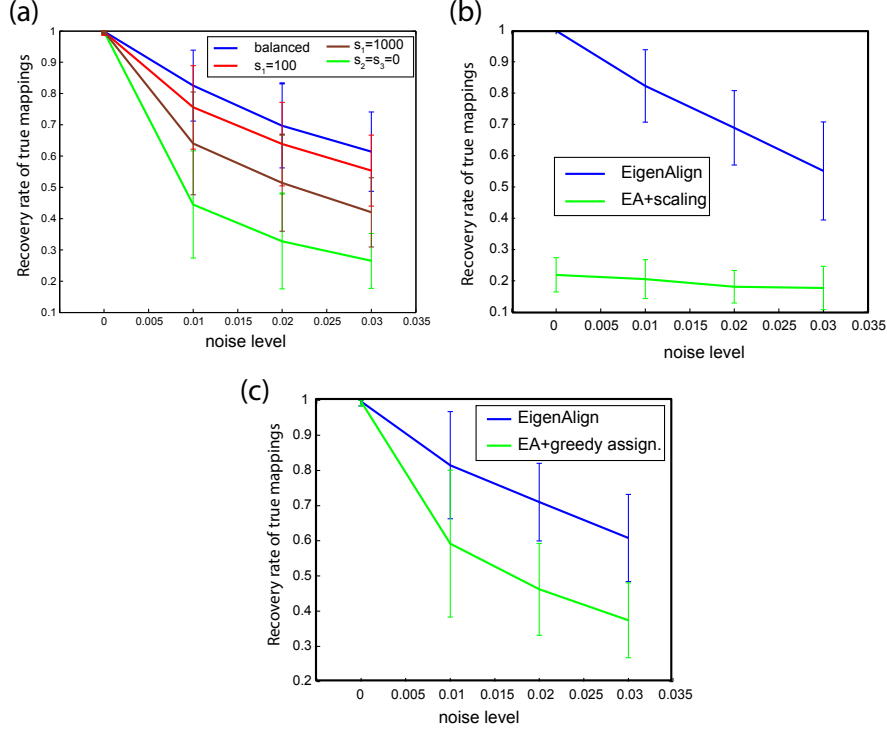 (a)
Recovery rate of true mappings
1
0.9
0.8
0.7
0.6
0.5
0.4
0.3
0.2
0.1
balanced
s₁=100
s₁=1000
s₂=s₃=0
0 0.005 0.01 0.015 0.02 0.025 0.03 0.035
noise level
(b)
Recovery rate of true mappings
1
0.9
0.8
0.7
0.6
0.5
0.4
0.3
0.2
0.1
EigenAlign
EA+scaling
0 0.005 0.01 0.015 0.02 0.025 0.03 0.035
noise level
(c)
Recovery rate of true mappings
1
0.9
0.8
0.7
0.6
0.5
0.4
0.3
0.2
EigenAlign
EA+greedy assign.
0 0.005 0.01 0.015 0.02 0.025 0.03 0.035
noise level